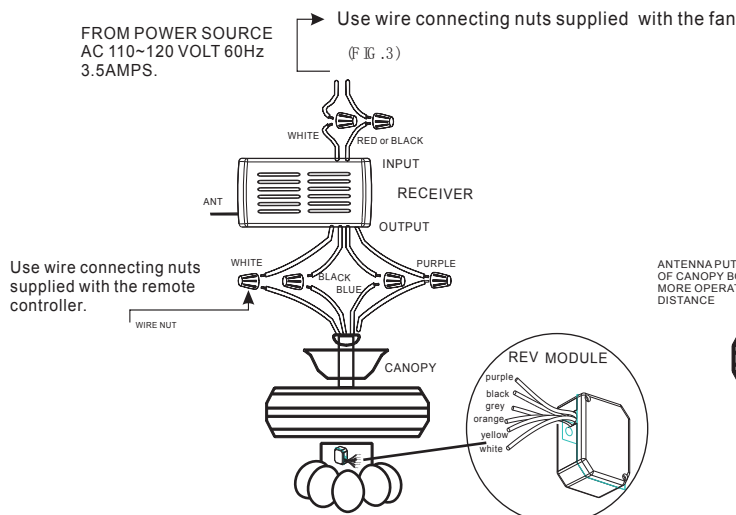 Use wire connecting nuts supplied with the fan
FROM POWER SOURCE
AC 110~120 VOLT 60Hz
3.5AMPS.
(FIG.3)
WHITE
RED or BLACK
INPUT
RECEIVER
ANT
OUTPUT
WHITE
BLACK
BLUE
PURPLE
Use wire connecting nuts
supplied with the remote
controller.
WIRE NUT
ANTENNA PUT
OF CANOPY BO
MORE OPERAT
DISTANCE
CANOPY
REV MODULE
purple
black
grey
orange
yellow
white